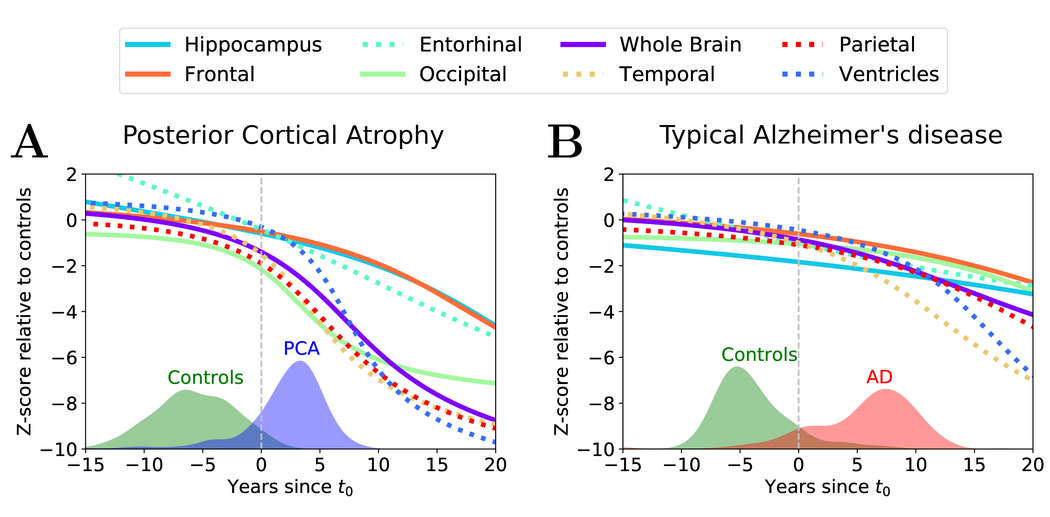 Hippocampus Entorhinal Whole Brain Parietal
Frontal Occipital Temporal Ventricles
A Posterior Cortical Atrophy
B Typical Alzheimer's disease
Z-score relative to controls
2
0
−2
−4
−6
−8
−10
Controls
PCA
−15 −10 −5 0 5 10 15 20
Years since t0
Z-score relative to controls
2
0
−2
−4
−6
−8
−10
Controls
AD
−15 −10 −5 0 5 10 15 20
Years since t0